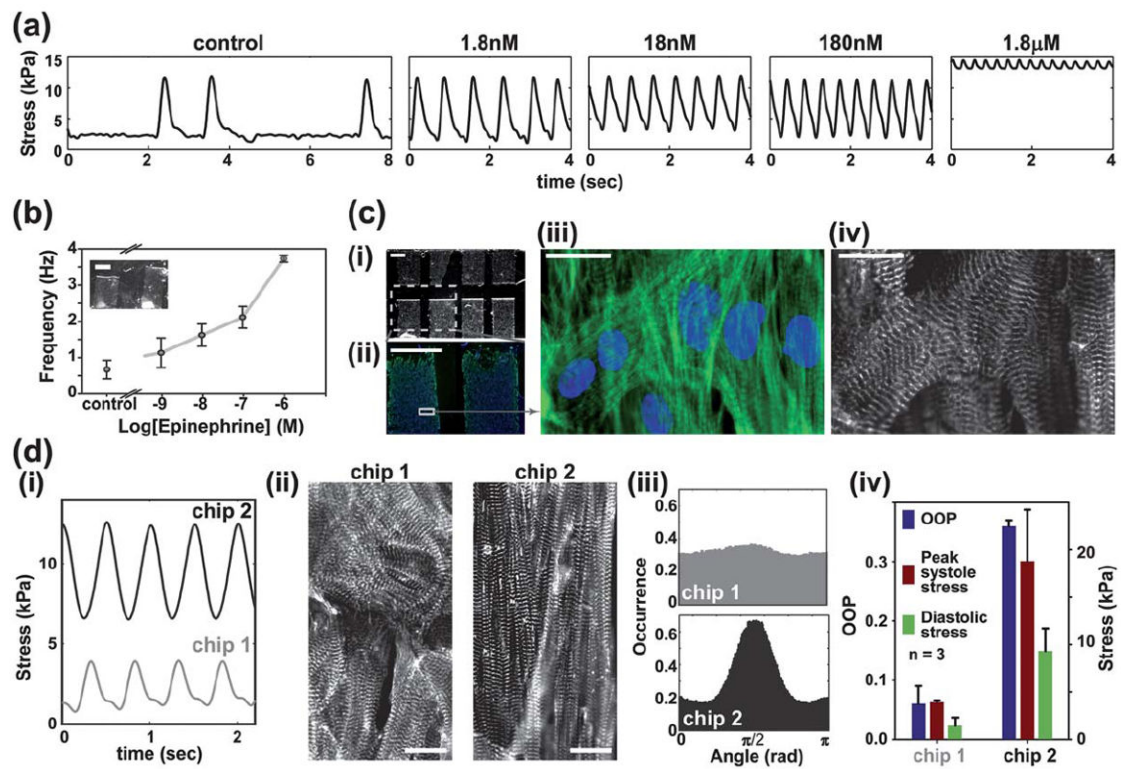 (a)
control
1.8nM
18nM
180nM
1.8μM
Stress (kPa)
15
10
5
0
0 2 4 6 8
0 2 4
0 2 4
0 2 4
0 2 4
time (sec)
(b)
Frequency (Hz)
4
3
2
1
0
control -9 -8 -7 -6
Log[Epinephrine] (M)
(c)
(i)
(ii)
(iii)
(iv)
(d)
(i)
chip 2
chip 1
Stress (kPa)
10
5
0
0 1 2
time (sec)
(ii)
chip 1
chip 2
(iii)
Occurrence
0.6
0.4
0.2
0
chip 1
0.6
0.4
0.2
0
chip 2
0 π/2 π
Angle (rad)
(iv)
OOP
Peak
systole
stress
Diastolic
stress
n = 3
OOP
0.3
0.2
0.1
0.0
Stress (kPa)
20
10
0
chip 1 chip 2